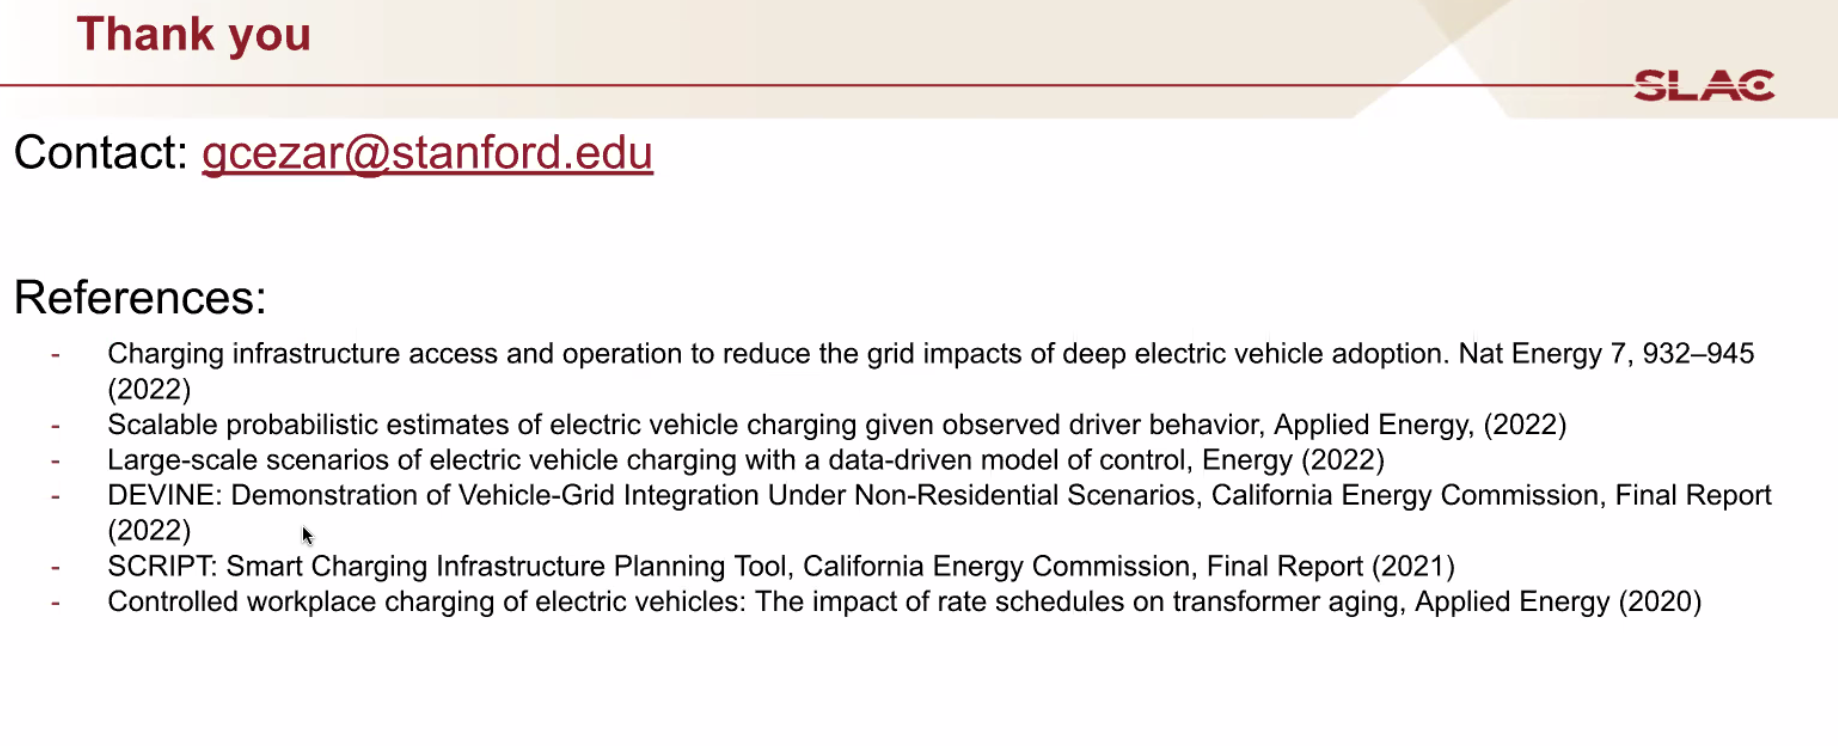 Thank you
SLAC
Contact: gcezar@stanford.edu
References:
- Charging infrastructure access and operation to reduce the grid impacts of deep electric vehicle adoption. Nat Energy 7, 932–945
(2022)
- Scalable probabilistic estimates of electric vehicle charging given observed driver behavior, Applied Energy, (2022)
- Large-scale scenarios of electric vehicle charging with a data-driven model of control, Energy (2022)
- DEVINE: Demonstration of Vehicle-Grid Integration Under Non-Residential Scenarios, California Energy Commission, Final Report
(2022)
- SCRIPT: Smart Charging Infrastructure Planning Tool, California Energy Commission, Final Report (2021)
- Controlled workplace charging of electric vehicles: The impact of rate schedules on transformer aging, Applied Energy (2020)